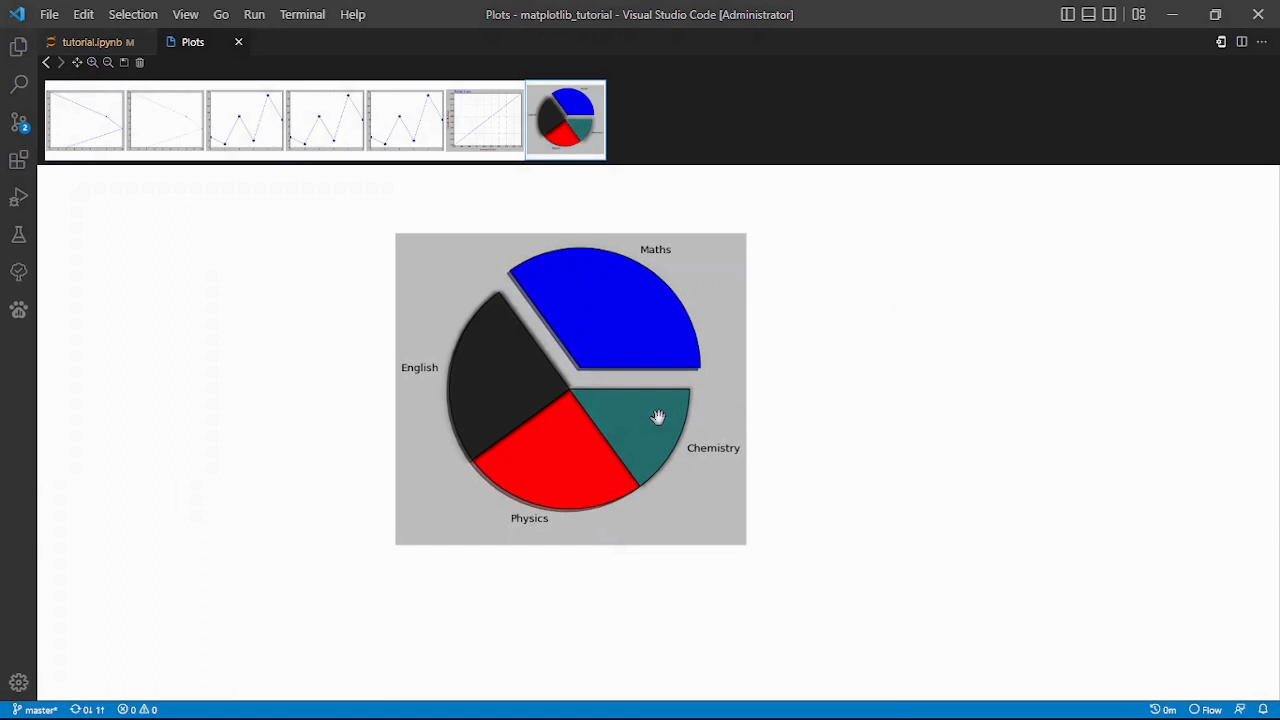 File Edit Selection View Go Run Terminal Help Plots - matplotlib_tutorial - Visual Studio Code [Administrator]
tutorial.ipynb M Plots
Maths
English
Chemistry
Physics
2
master* 0↓ 1↑ 0 0 0m Flow